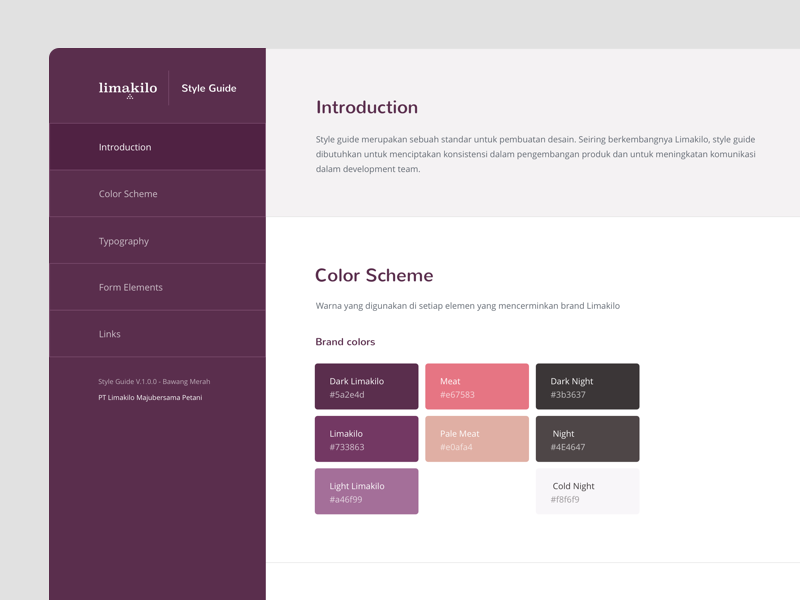 limakilo
Style Guide
Introduction
Color Scheme
Typography
Form Elements
Links
Style Guide V.1.0.0 - Bawang Merah
PT Limakilo Majubersama Petani
Introduction
Style guide merupakan sebuah standar untuk pembuatan desain. Seiring berkembangnya Limakilo, style guide
dibutuhkan untuk menciptakan konsistensi dalam pengembangan produk dan untuk meningkatan komunikasi
dalam development team.
Color Scheme
Warna yang digunakan di setiap elemen yang mencerminkan brand Limakilo
Brand colors
Dark Limakilo
#5a2e4d
Meat
#e67583
Dark Night
#3b3637
Limakilo
#733863
Pale Meat
#e0afa4
Night
#4E4647
Light Limakilo
#a46f99
Cold Night
#f8f6f9